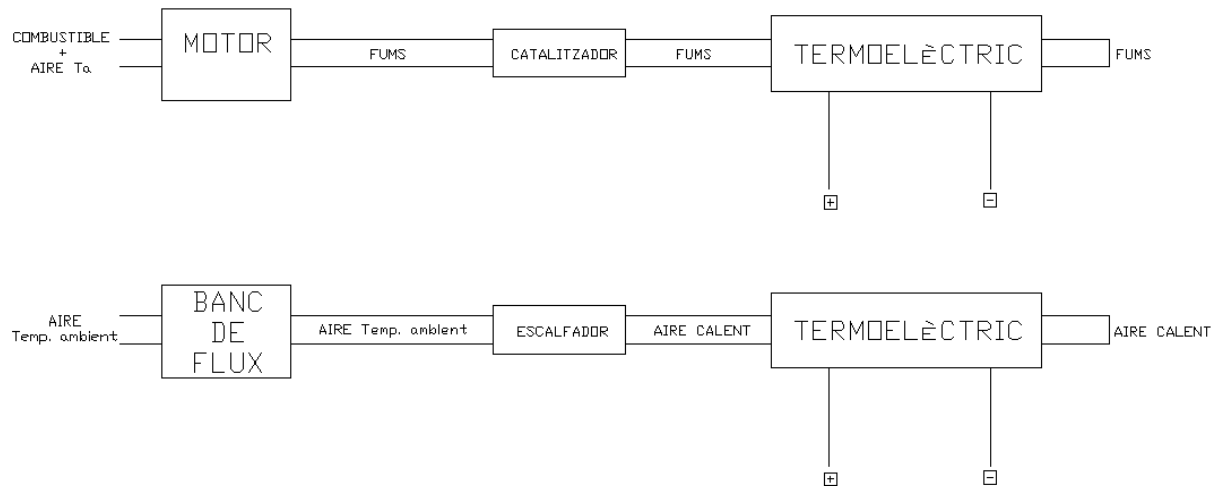 COMBUSTIBLE
+
AIRE Ta
MOTOR
FUMS
CATALITZADOR
FUMS
TERMOELèCTRIC
FUMS
+
-
AIRE
Temp. ambient
BANC
DE
FLUX
AIRE Temp. ambient
ESCALFADOR
AIRE CALENT
TERMOELèCTRIC
AIRE CALENT
+
-